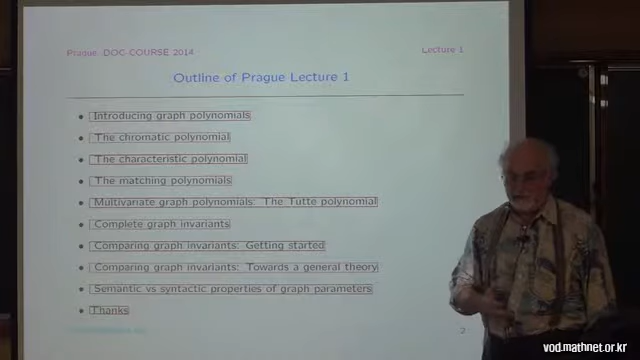 Prague DOC-COURSE 2014
Lecture 1
Outline of Prague Lecture 1
• Introducing graph polynomials
• The chromatic polynomial
• The characteristic polynomial
• The matching polynomials
• Multivariate graph polynomials: The Tutte polynomial
• Complete graph invariants
• Comparing graph invariants: Getting started
• Comparing graph invariants: Towards a general theory
• Semantic vs syntactic properties of graph parameters
• Thanks
2
vod.mathnet.or.kr